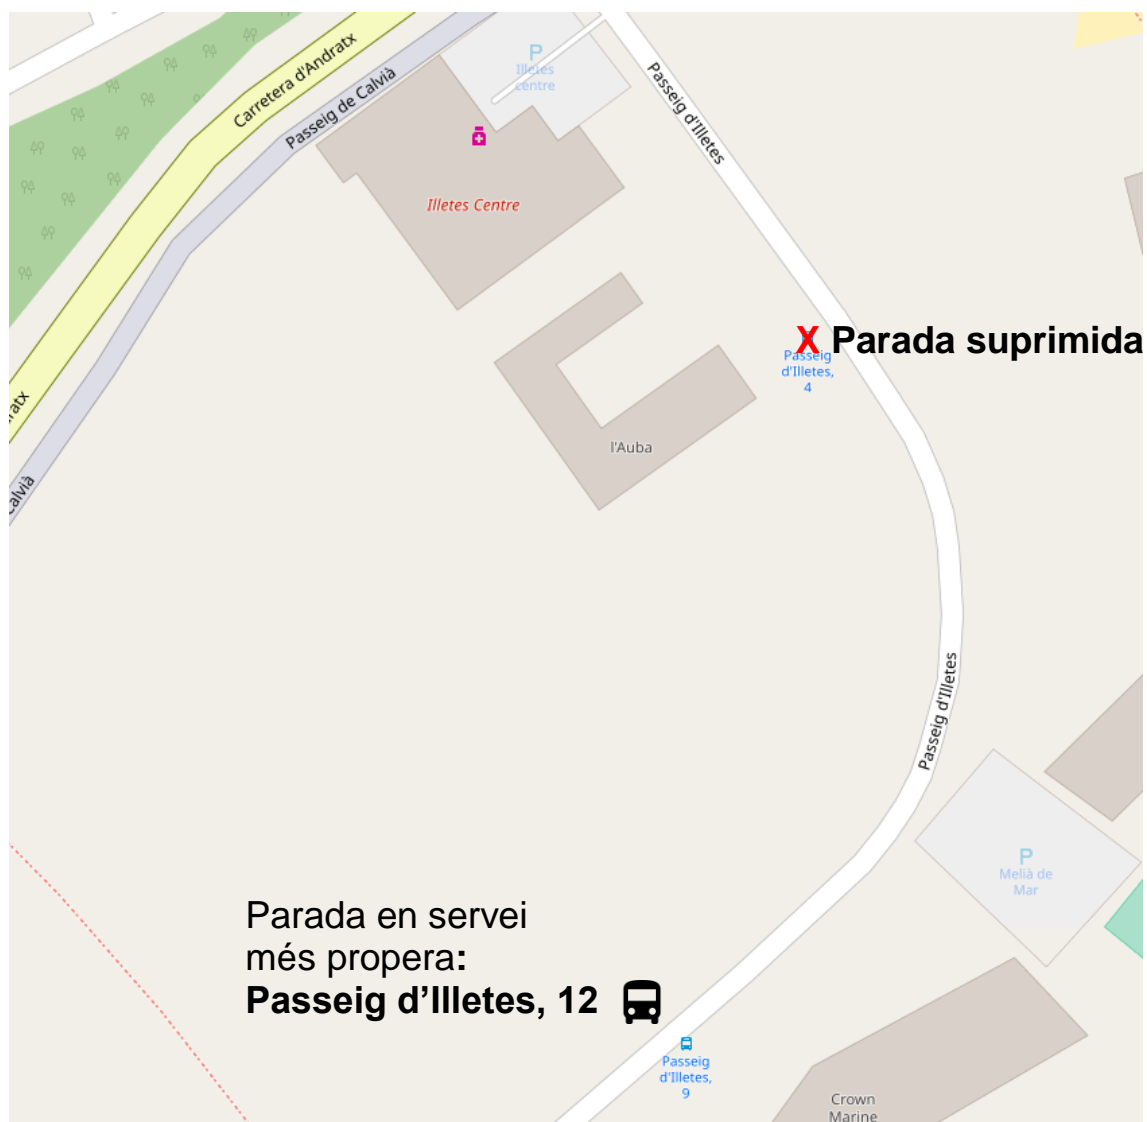 P
Illetes
centre
Carretera d'Andratx
Passeig de Calvià
Passeig d'Illetes
Illetes Centre
X Parada suprimida
Passeig
d'Illetes,
4
ratx
l'Auba
Calvià
Passeig d'Illetes
P
Melià de
Mar
Parada en servei
més propera:
Passeig d’Illetes, 12
Passeig
d'Illetes,
9
Crown
Marine